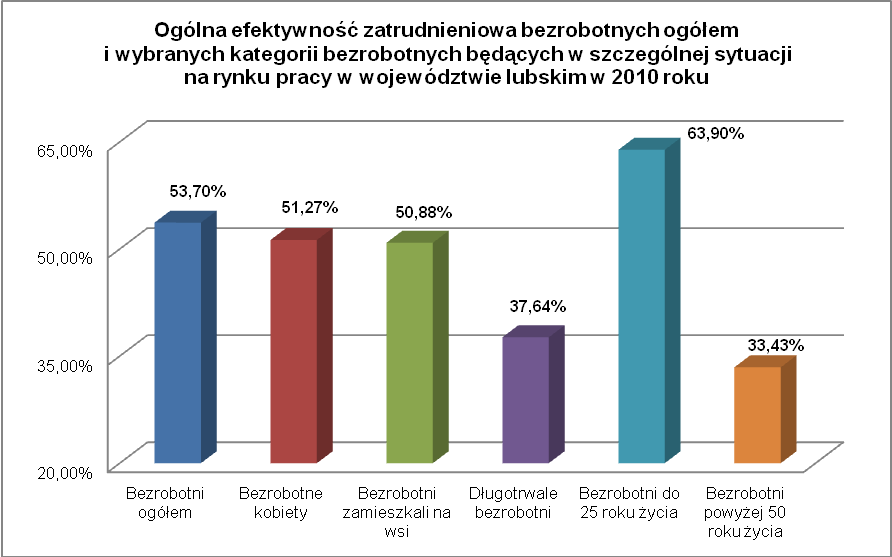 Ogólna efektywność zatrudnieniowa bezrobotnych ogółem
i wybranych kategorii bezrobotnych będących w szczególnej sytuacji
na rynku pracy w województwie lubskim w 2010 roku
65,00%
50,00%
35,00%
20,00%
53,70%
51,27%
50,88%
37,64%
63,90%
33,43%
Bezrobotni
ogółem
Bezrobotne
kobiety
Bezrobotni
zamieszkali na
wsi
Długotrwale
bezrobotni
Bezrobotni do
25 roku życia
Bezrobotni
powyżej 50
roku życia